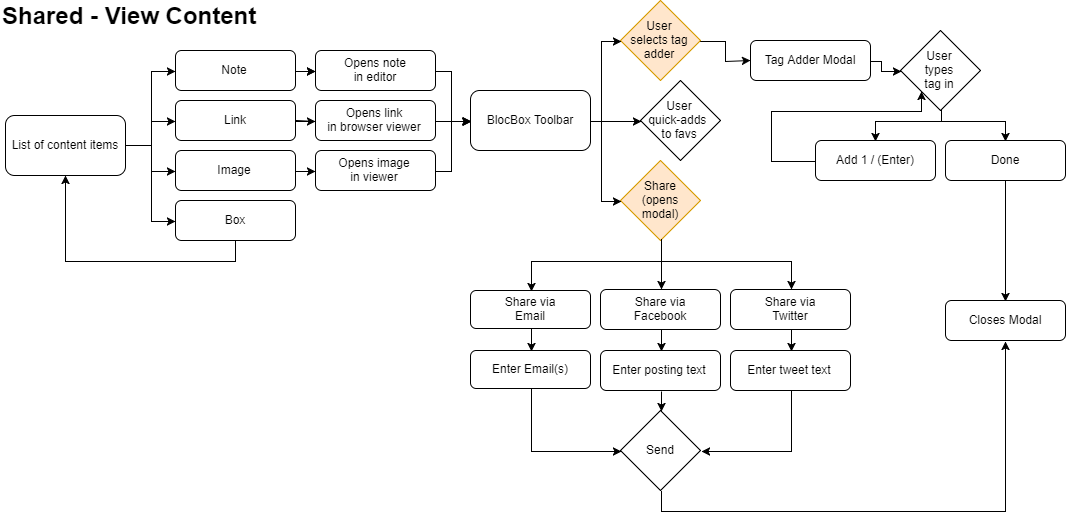 Shared - View Content
List of content items
Note
Link
Image
Box
Opens note
in editor
Opens link
in browser viewer
Opens image
in viewer
BlocBox Toolbar
User
selects tag
adder
User
quick-adds
to favs
Share
(opens
modal)
Tag Adder Modal
User
types
tag in
Add 1 / (Enter)
Done
Closes Modal
Share via
Email
Share via
Facebook
Share via
Twitter
Enter Email(s)
Enter posting text
Enter tweet text
Send